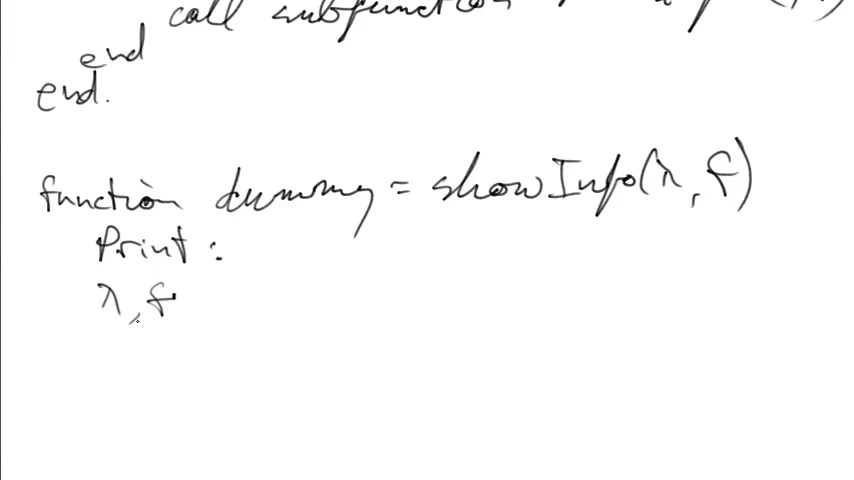 call subfunction
end
end.
function dummy = showInfo(λ, f)
Print :
λ, f